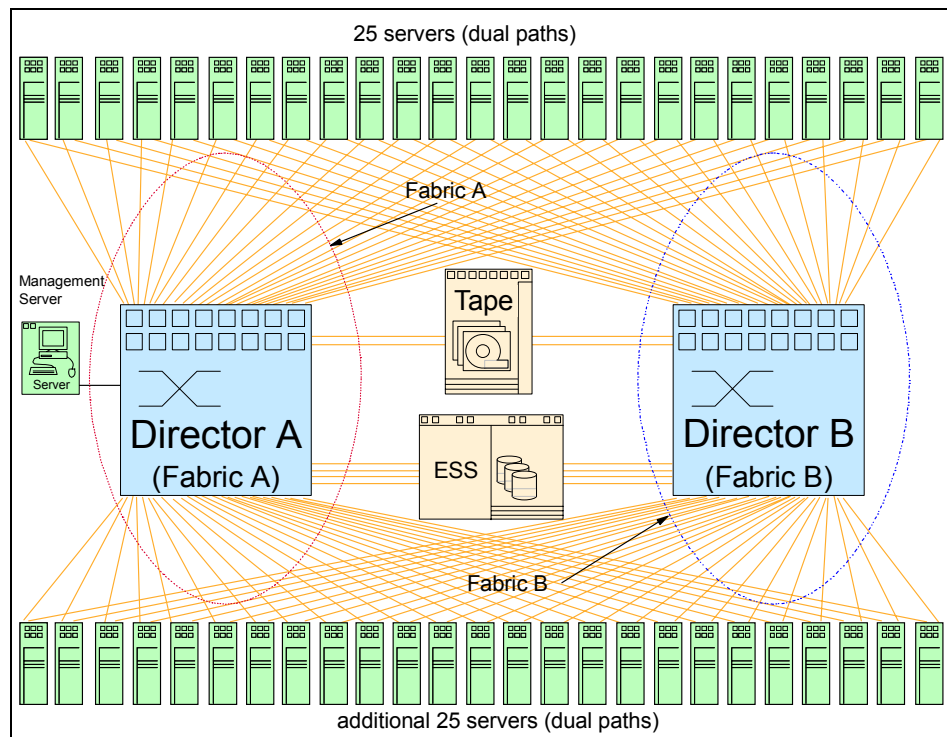 25 servers (dual paths)
Fabric A
Management
Server
Server
Tape
Director A
(Fabric A)
ESS
Director B
(Fabric B)
Fabric B
additional 25 servers (dual paths)